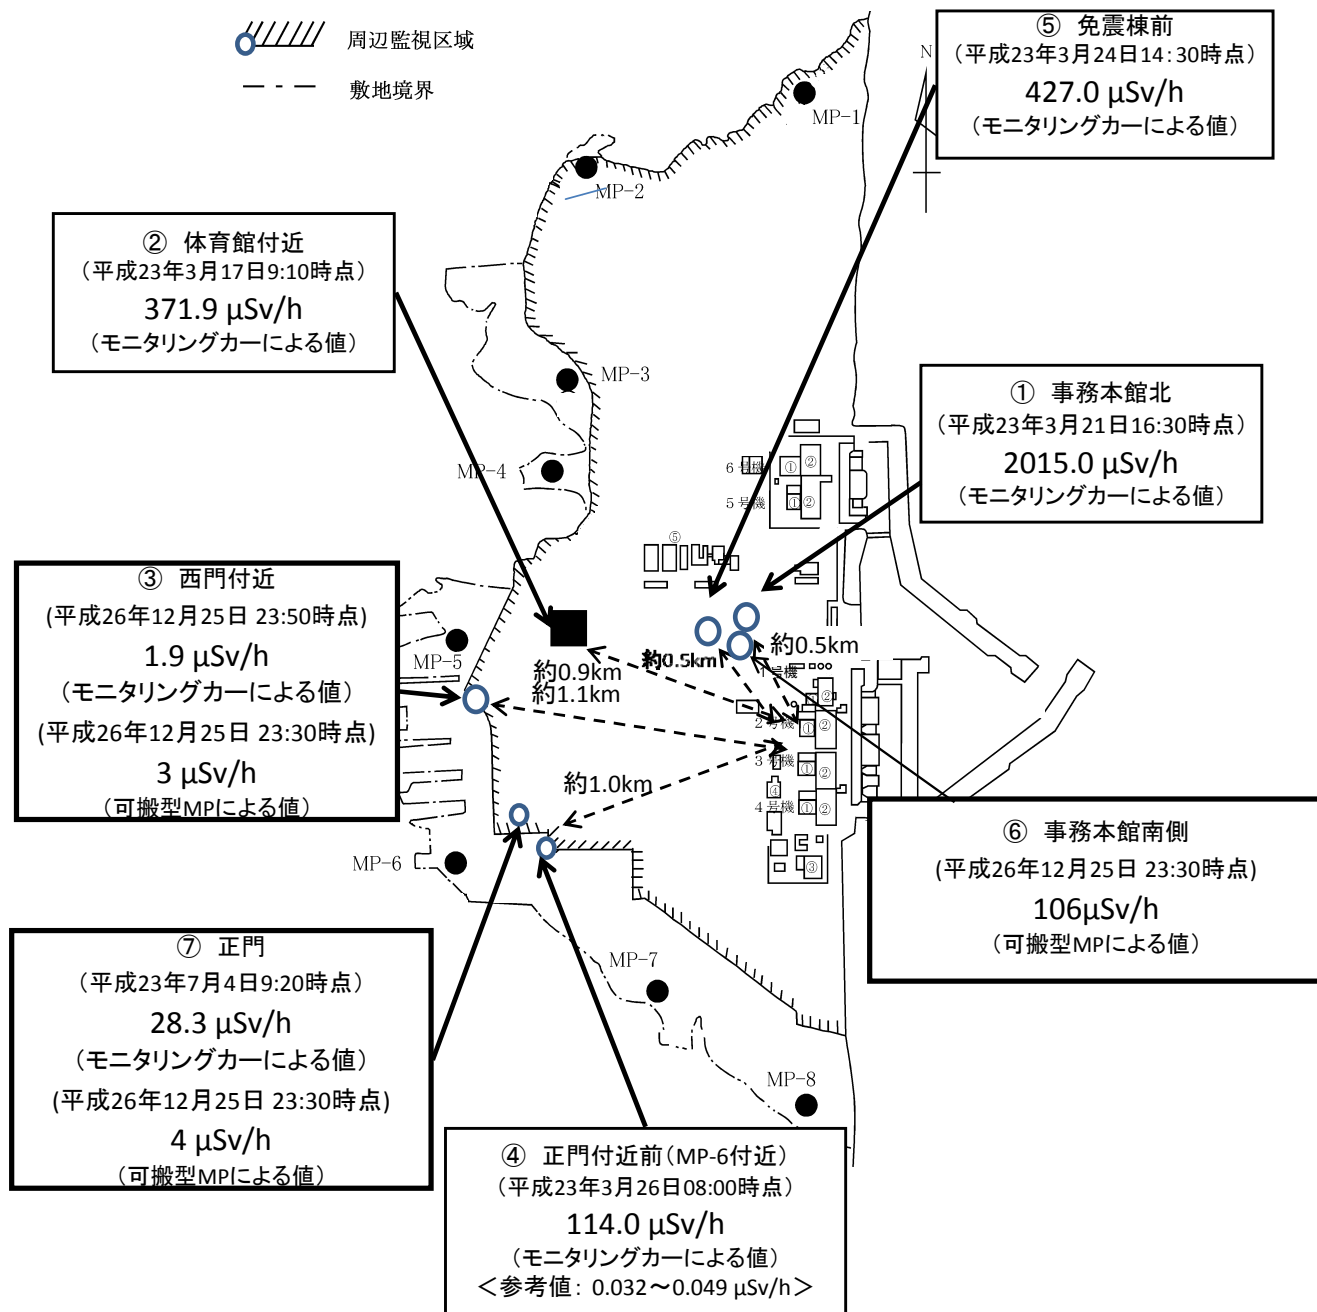 周辺監視区域
敷地境界
⑤ 免震棟前
（平成23年3月24日14:30時点）
427.0 μSv/h
（モニタリングカーによる値）
N
MP-1
MP-2
② 体育館付近
（平成23年3月17日9:10時点）
371.9 μSv/h
（モニタリングカーによる値）
MP-3
① 事務本館北
（平成23年3月21日16:30時点）
2015.0 μSv/h
（モニタリングカーによる値）
MP-4
6号機
① ②
5号機
① ②
⑤
③ 西門付近
(平成26年12月25日 23:50時点)
1.9 μSv/h
（モニタリングカーによる値）
(平成26年12月25日 23:30時点)
3 μSv/h
（可搬型MPによる値）
MP-5
約0.5km
約0.5km
約0.9km
約1.1km
1号機
②
2号機
① ②
3号機
① ②
約1.0km
④
4号機
① ②
③
MP-6
⑥ 事務本館南側
(平成26年12月25日 23:30時点)
106μSv/h
（可搬型MPによる値）
⑦ 正門
（平成23年7月4日9:20時点）
28.3 μSv/h
（モニタリングカーによる値）
(平成26年12月25日 23:30時点)
4 μSv/h
（可搬型MPによる値）
MP-7
MP-8
④ 正門付近前（MP-6付近）
（平成23年3月26日08:00時点）
114.0 μSv/h
（モニタリングカーによる値）
＜参考値： 0.032～0.049 μSv/h＞